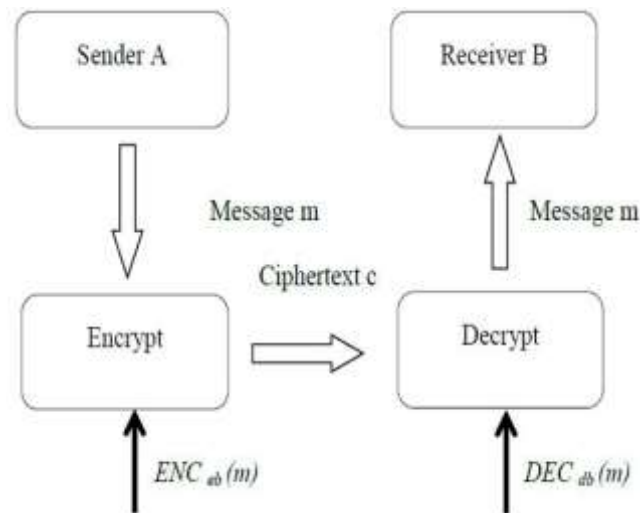 Sender A
Receiver B
Message m
Message m
Ciphertext c
Encrypt
Decrypt
ENC ab (m)
DEC db (m)